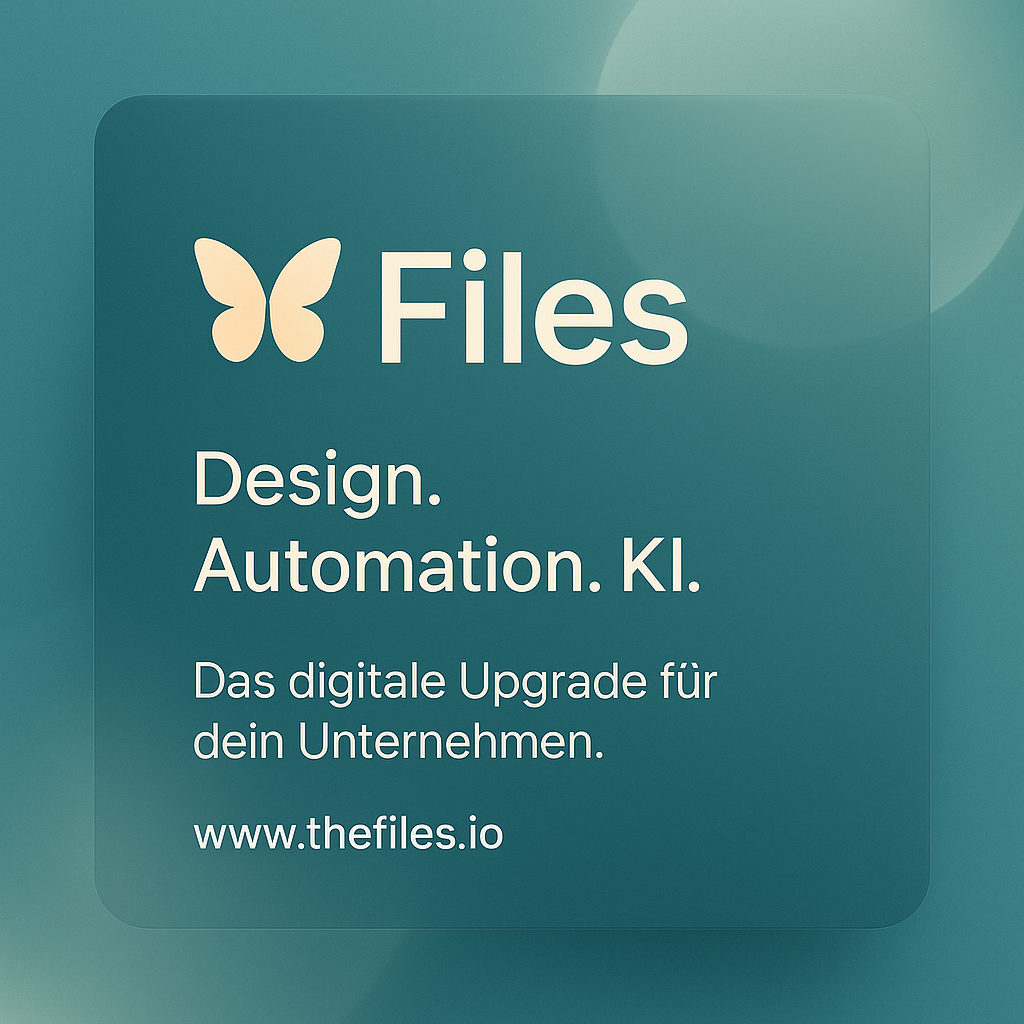 Files
Design.
Automation. KI.
Das digitale Upgrade für
dein Unternehmen.
www.thefiles.io